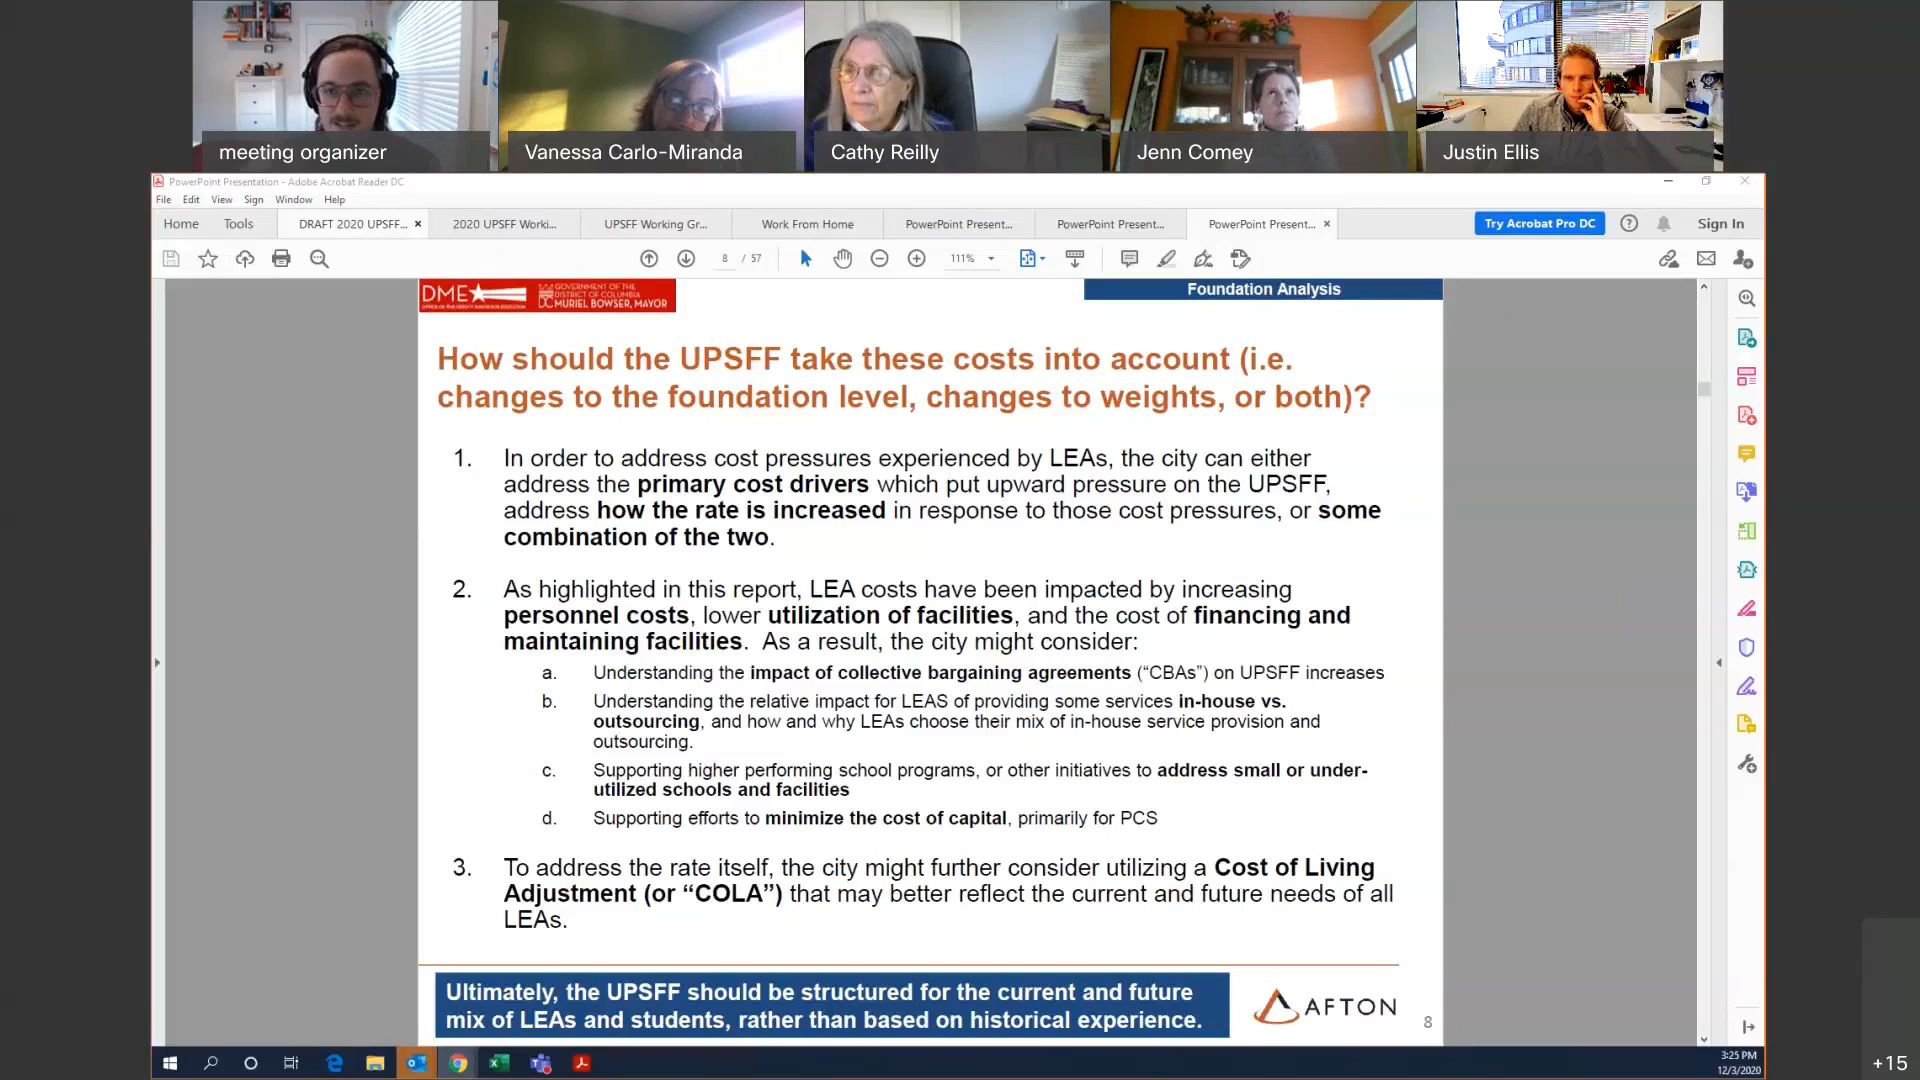 meeting organizer
Vanessa Carlo-Miranda
Cathy Reilly
Jenn Comey
Justin Ellis
PowerPoint Presentation - Adobe Acrobat Reader DC
File Edit View Sign Window Help
Home Tools DRAFT 2020 UPSFF... × 2020 UPSFF Worki... UPSFF Working Gr... Work From Home PowerPoint Present... PowerPoint Present... PowerPoint Present... × Try Acrobat Pro DC Sign In
8 / 57 111%
DME
OFFICE OF THE DEPUTY MAYOR FOR EDUCATION
GOVERNMENT OF THE
DISTRICT OF COLUMBIA
DC MURIEL BOWSER, MAYOR
Foundation Analysis
How should the UPSFF take these costs into account (i.e.
changes to the foundation level, changes to weights, or both)?
1. In order to address cost pressures experienced by LEAs, the city can either
address the primary cost drivers which put upward pressure on the UPSFF,
address how the rate is increased in response to those cost pressures, or some
combination of the two.
2. As highlighted in this report, LEA costs have been impacted by increasing
personnel costs, lower utilization of facilities, and the cost of financing and
maintaining facilities. As a result, the city might consider:
a. Understanding the impact of collective bargaining agreements (“CBAs”) on UPSFF increases
b. Understanding the relative impact for LEAS of providing some services in-house vs.
outsourcing, and how and why LEAs choose their mix of in-house service provision and
outsourcing.
c. Supporting higher performing school programs, or other initiatives to address small or under-
utilized schools and facilities
d. Supporting efforts to minimize the cost of capital, primarily for PCS
3. To address the rate itself, the city might further consider utilizing a Cost of Living
Adjustment (or “COLA”) that may better reflect the current and future needs of all
LEAs.
Ultimately, the UPSFF should be structured for the current and future
mix of LEAs and students, rather than based on historical experience.
AFTON
8
3:25 PM
12/3/2020
+15